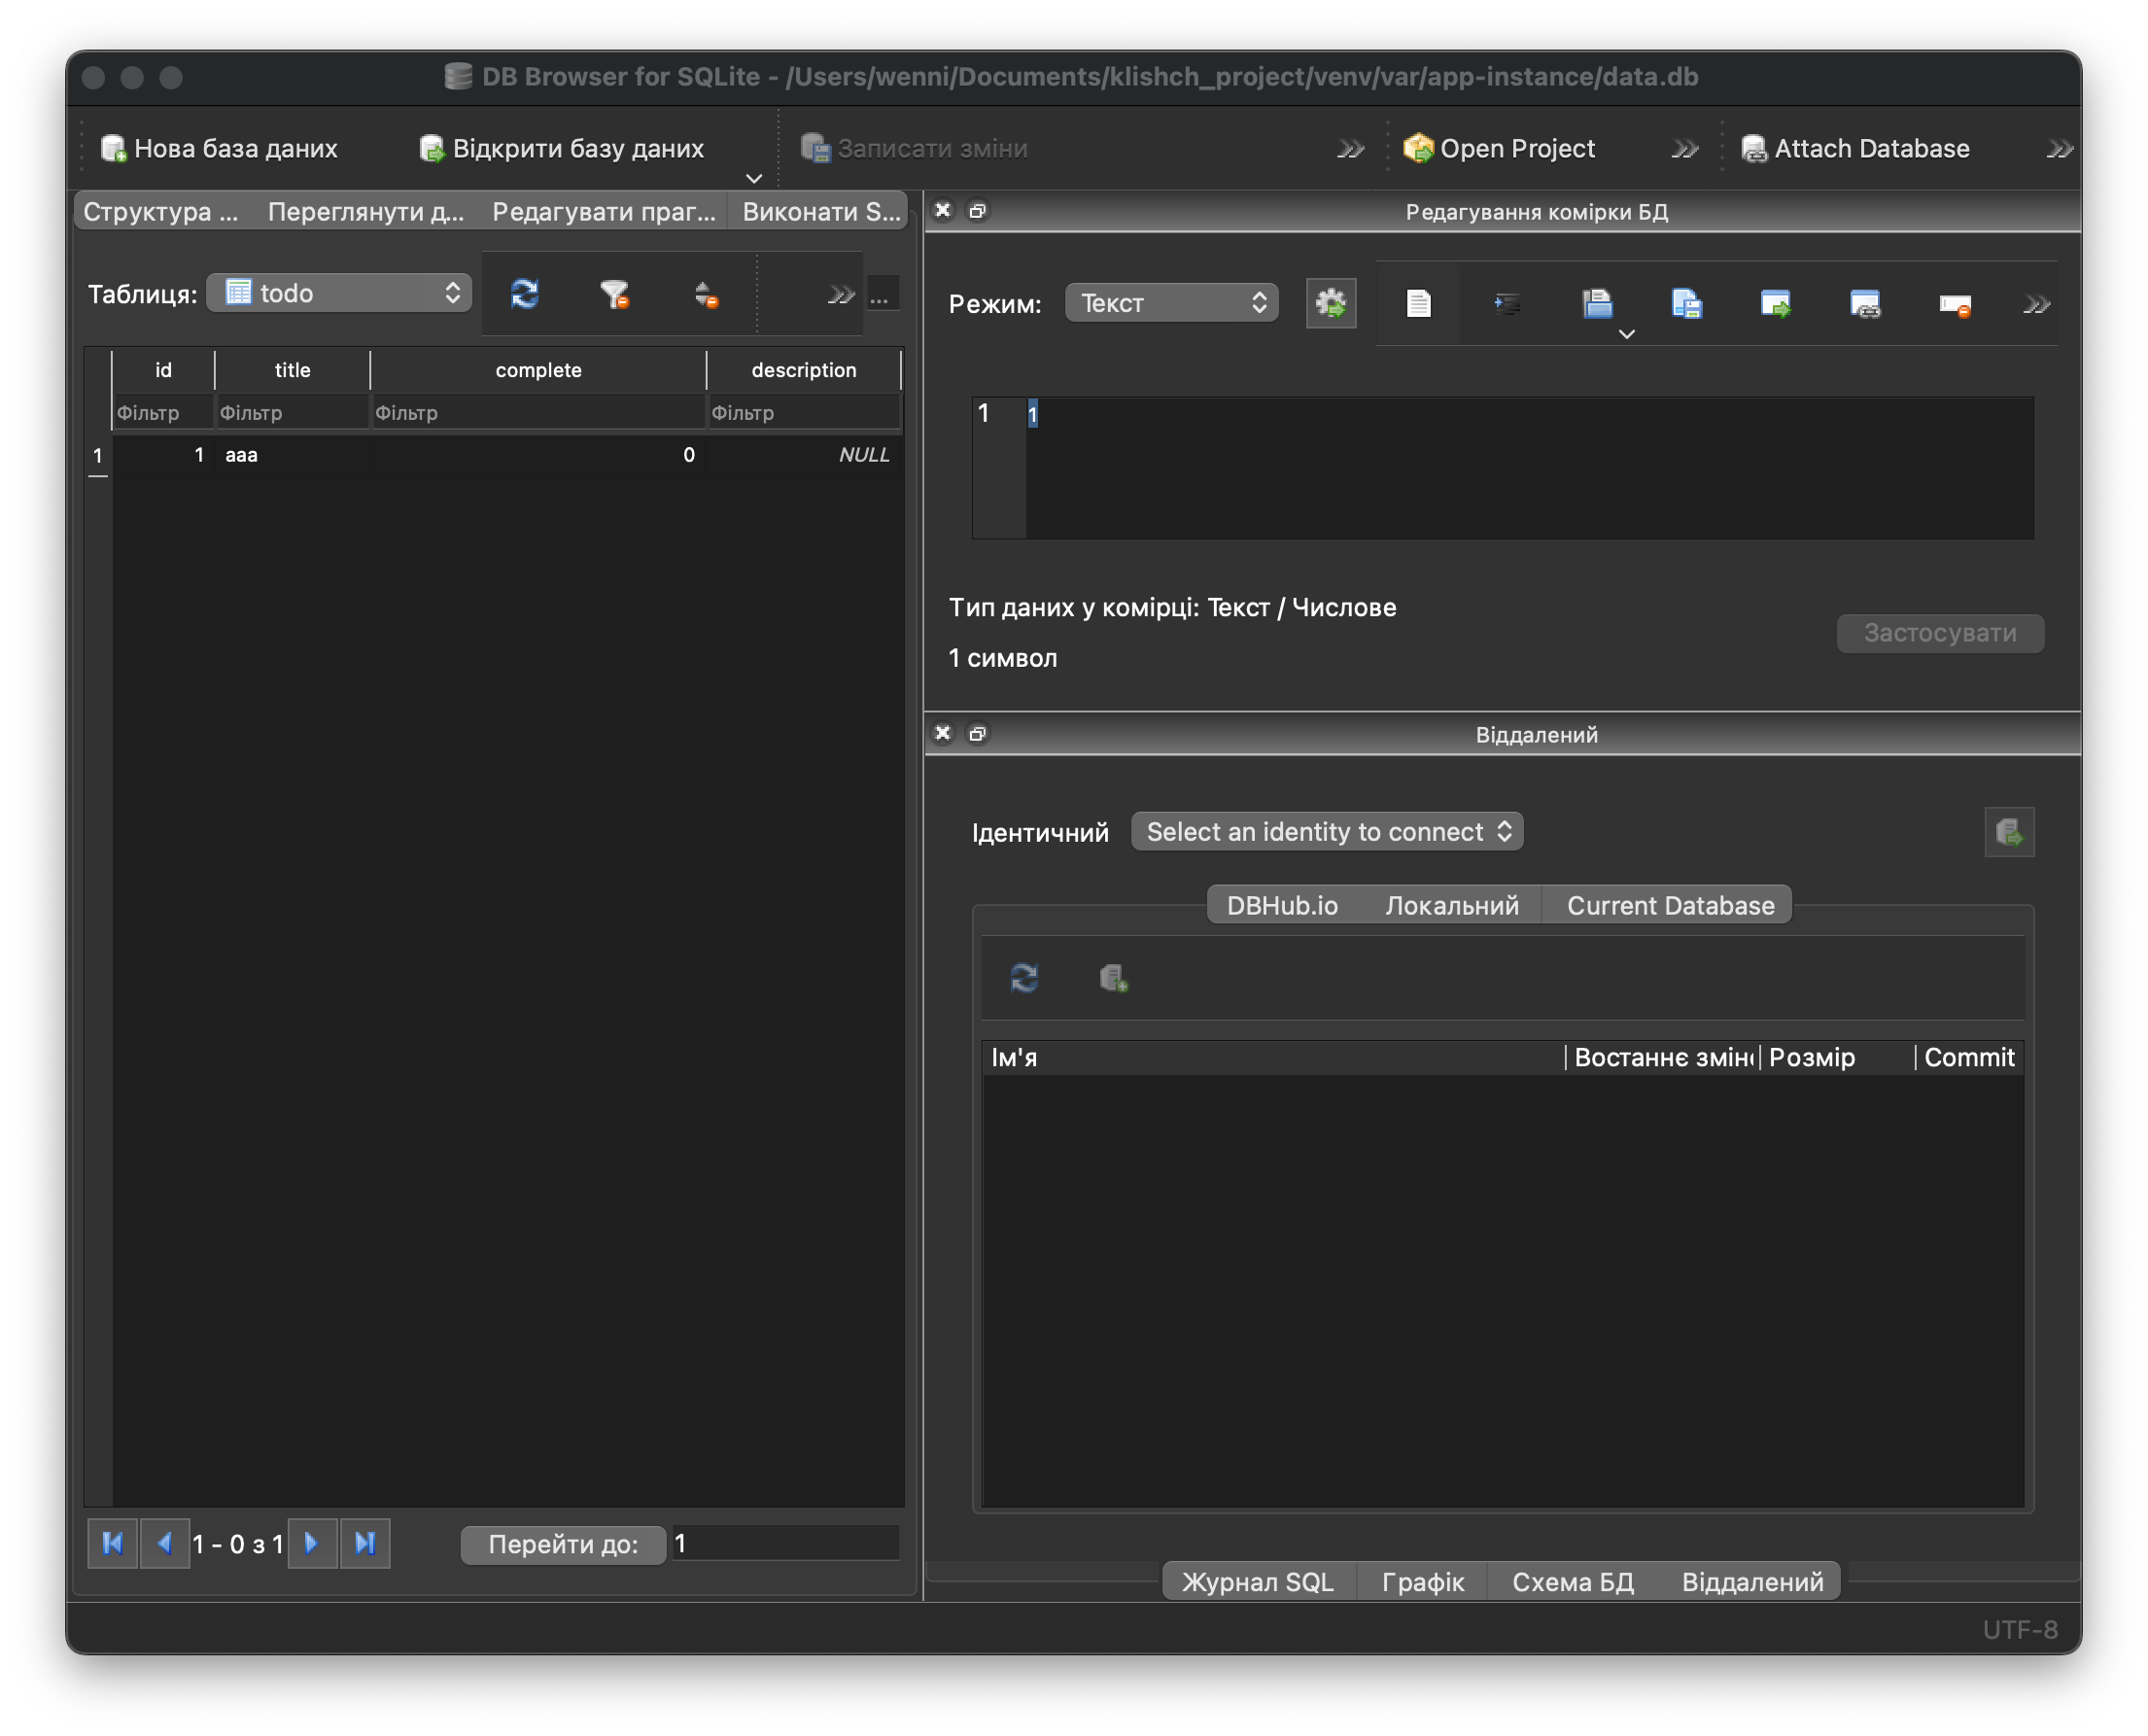 DB Browser for SQLite - /Users/wenni/Documents/klishch_project/venv/var/app-instance/data.db
Нова база даних Відкрити базу даних Записати зміни Open Project Attach Database
Структура ... Переглянути д... Редагувати праг... Виконати S...
Таблиця: todo ...
id title complete description
Фільтр Фільтр Фільтр Фільтр
1 1 aaa 0 NULL
1 - 0 з 1 Перейти до: 1
Редагування комірки БД
Режим: Текст
1 1
Тип даних у комірці: Текст / Числове
1 символ
Застосувати
Віддалений
Ідентичний Select an identity to connect
DBHub.io Локальний Current Database
Ім'я Востаннє змін Розмір Commit
Журнал SQL Графік Схема БД Віддалений
UTF-8